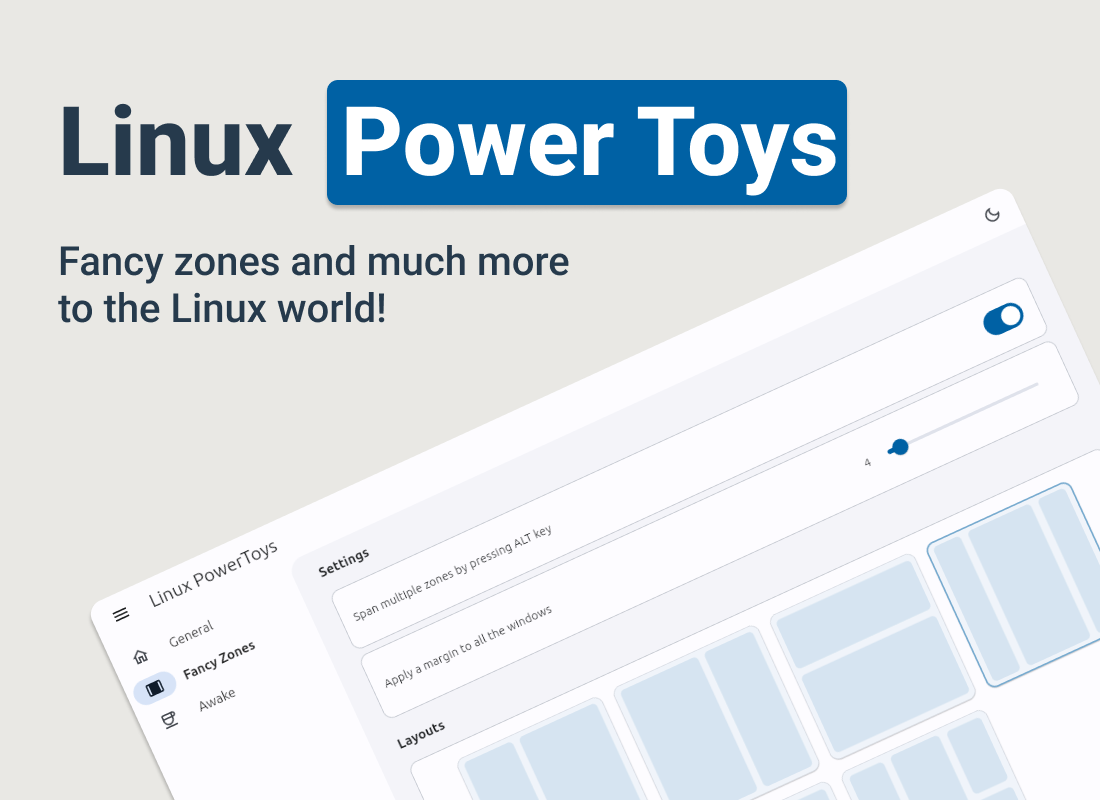 Linux Power Toys
Fancy zones and much more
to the Linux world!
Linux PowerToys
General
Fancy Zones
Awake
Settings
Span multiple zones by pressing ALT key
Apply a margin to all the windows
4
Layouts